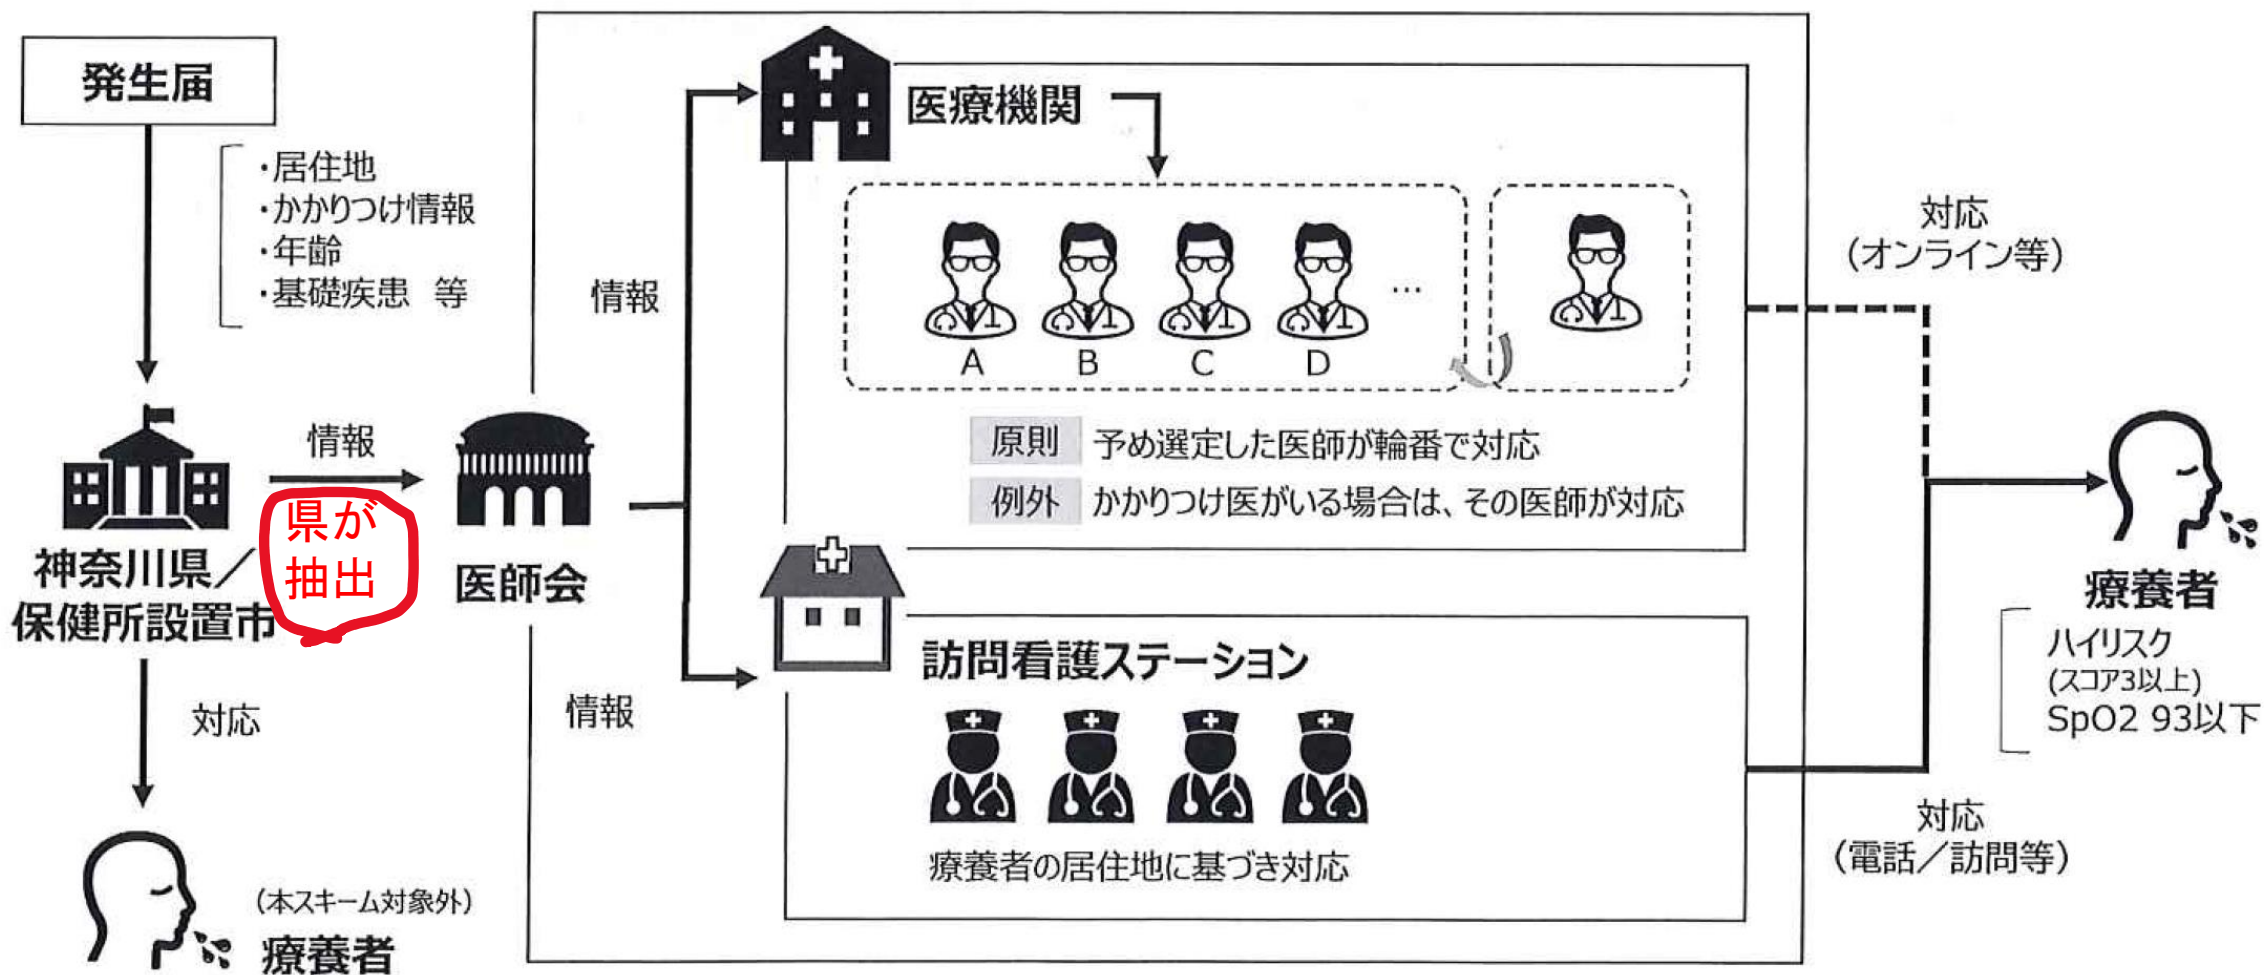 発生届
・居住地
・かかりつけ情報
・年齢
・基礎疾患 等
情報
県が
抽出
神奈川県／
保健所設置市
対応
（本スキーム対象外）
療養者
医師会
情報
情報
医療機関
A
B
C
D
…
原則 予め選定した医師が輪番で対応
例外 かかりつけ医がいる場合は、その医師が対応
訪問看護ステーション
療養者の居住地に基づき対応
対応
（オンライン等）
療養者
ハイリスク
(スコア3以上)
SpO2 93以下
対応
（電話／訪問等）